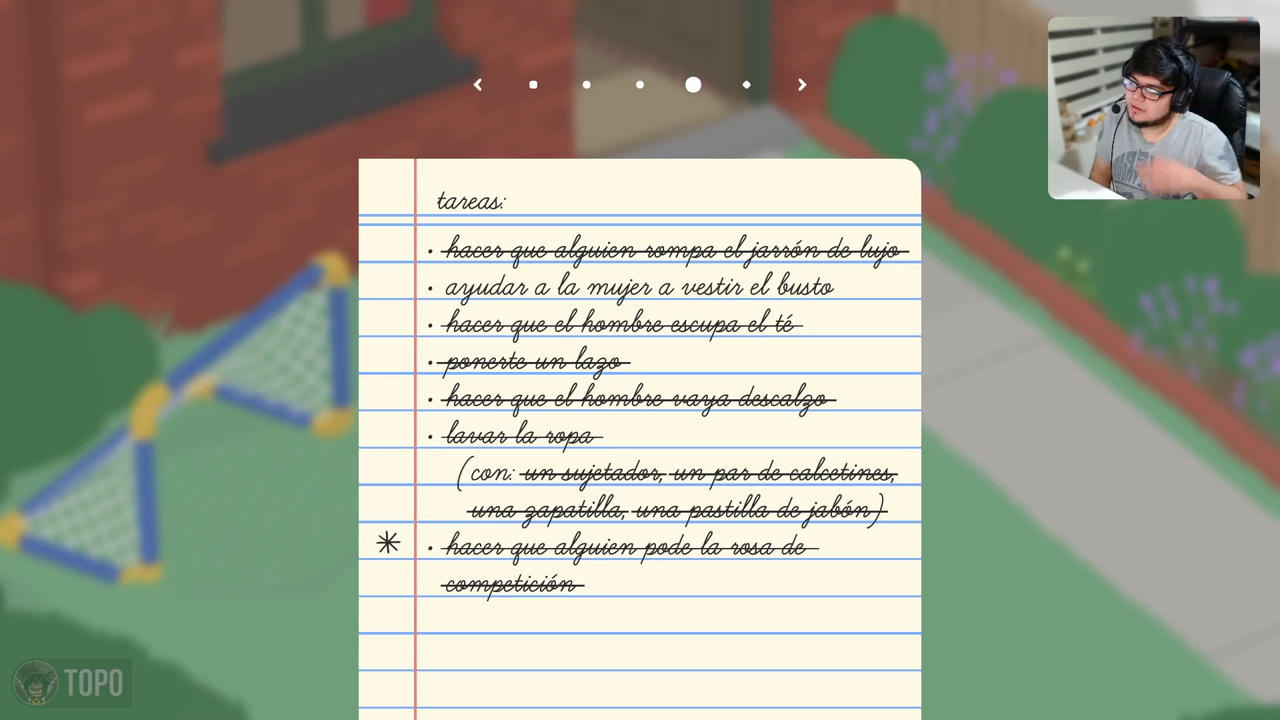 tareas:
• hacer que alguien rompa el jarrón de lujo
• ayudar a la mujer a vestir el busto
• hacer que el hombre escupa el té
• ponerte un lazo
• hacer que el hombre vaya descalzo
• lavar la ropa
(con: un sujetador, un par de calcetines,
una zapatilla, una pastilla de jabón)
• hacer que alguien pode la rosa de
competición
TOPO